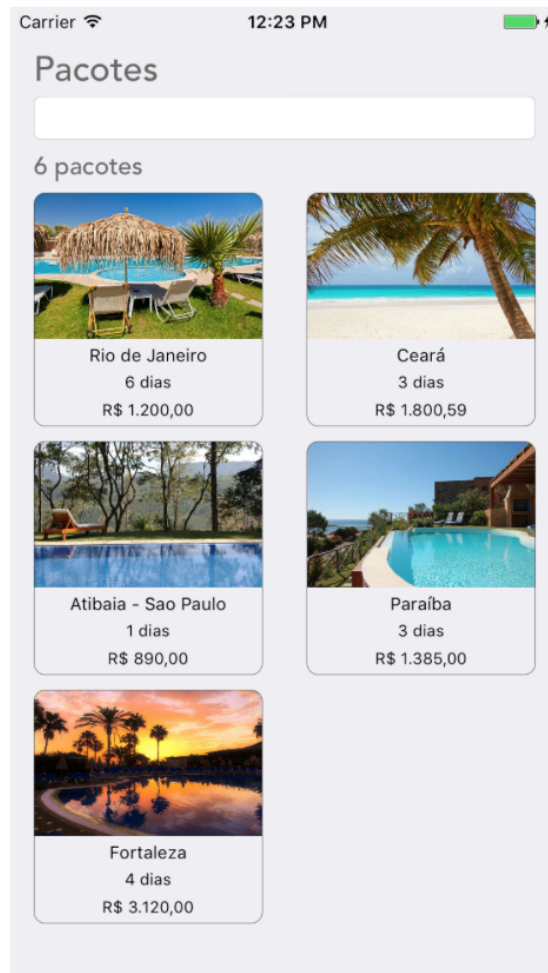 Carrier 12:23 PM
Pacotes
6 pacotes
Rio de Janeiro
6 dias
R$ 1.200,00
Ceará
3 dias
R$ 1.800,59
Atibaia - Sao Paulo
1 dias
R$ 890,00
Paraíba
3 dias
R$ 1.385,00
Fortaleza
4 dias
R$ 3.120,00